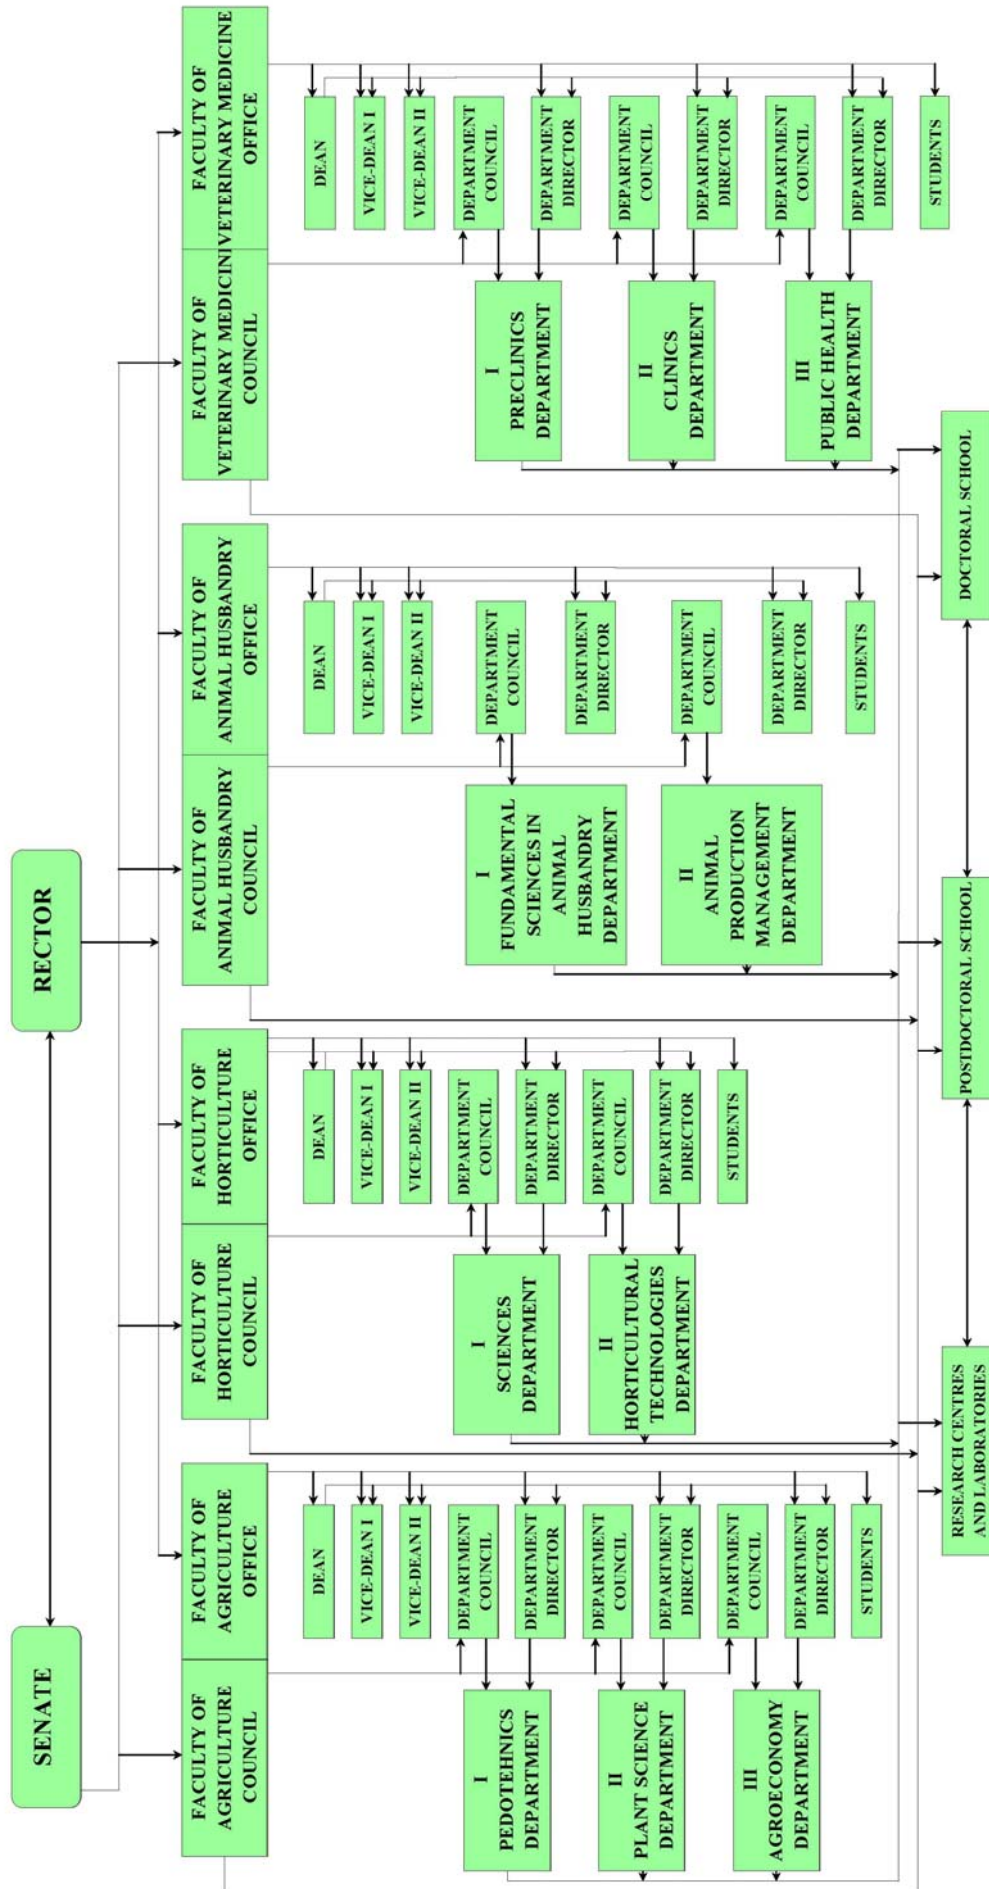 SENATE
RECTOR
FACULTY OF
AGRICULTURE
COUNCIL
FACULTY OF
AGRICULTURE
OFFICE
FACULTY OF
HORTICULTURE
COUNCIL
FACULTY OF
HORTICULTURE
OFFICE
FACULTY OF
ANIMAL HUSBANDRY
COUNCIL
FACULTY OF
ANIMAL HUSBANDRY
OFFICE
FACULTY OF
VETERINARY MEDICINE
COUNCIL
FACULTY OF
VETERINARY MEDICINE
OFFICE
DEAN
VICE-DEAN I
VICE-DEAN II
DEPARTMENT
COUNCIL
DEPARTMENT
DIRECTOR
DEPARTMENT
COUNCIL
DEPARTMENT
DIRECTOR
DEPARTMENT
COUNCIL
DEPARTMENT
DIRECTOR
STUDENTS
I
PEDOTEHNICS
DEPARTMENT
II
PLANT SCIENCE
DEPARTMENT
III
AGROECONOMY
DEPARTMENT
DEAN
VICE-DEAN I
VICE-DEAN II
DEPARTMENT
COUNCIL
DEPARTMENT
DIRECTOR
DEPARTMENT
COUNCIL
DEPARTMENT
DIRECTOR
STUDENTS
I
SCIENCES
DEPARTMENT
II
HORTICULTURAL
TECHNOLOGIES
DEPARTMENT
DEAN
VICE-DEAN I
VICE-DEAN II
DEPARTMENT
COUNCIL
DEPARTMENT
DIRECTOR
DEPARTMENT
COUNCIL
DEPARTMENT
DIRECTOR
STUDENTS
I
FUNDAMENTAL
SCIENCES IN
ANIMAL
HUSBANDRY
DEPARTMENT
II
ANIMAL
PRODUCTION
MANAGEMENT
DEPARTMENT
DEAN
VICE-DEAN I
VICE-DEAN II
DEPARTMENT
COUNCIL
DEPARTMENT
DIRECTOR
DEPARTMENT
COUNCIL
DEPARTMENT
DIRECTOR
DEPARTMENT
COUNCIL
DEPARTMENT
DIRECTOR
STUDENTS
I
PRECLINICS
DEPARTMENT
II
CLINICS
DEPARTMENT
III
PUBLIC HEALTH
DEPARTMENT
RESEARCH CENTRES
AND LABORATORIES
POSTDOCTORAL SCHOOL
DOCTORAL SCHOOL